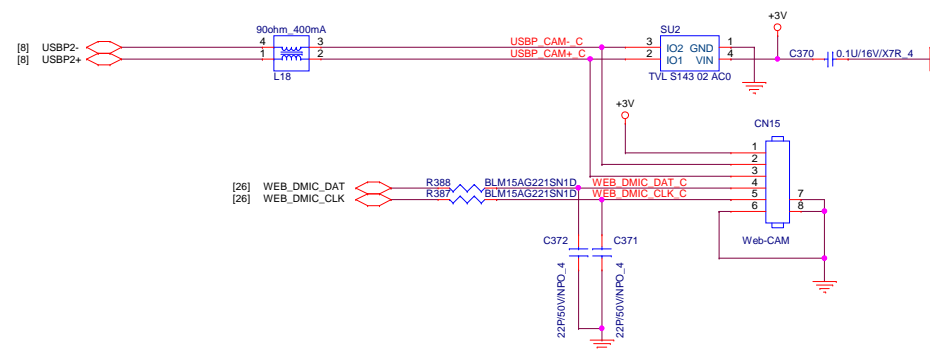 +3V
90ohm_400mA
SU2
[8] USBP2- 4 3 USBP_CAM-_C 3 IO2 GND 1
[8] USBP2+ 1 2 USBP_CAM+_C 2 IO1 VIN 4 C370 0.1U/16V/X7R_4
L18
TVL S143 02 AC0
+3V
CN15
1
2
3
[26] WEB_DMIC_DAT R388 BLM15AG221SN1D WEB_DMIC_DAT_C 4
[26] WEB_DMIC_CLK R387 BLM15AG221SN1D WEB_DMIC_CLK_C 5 7
6 8
C372 C371 Web-CAM
22P/50V/NPO_4
22P/50V/NPO_4